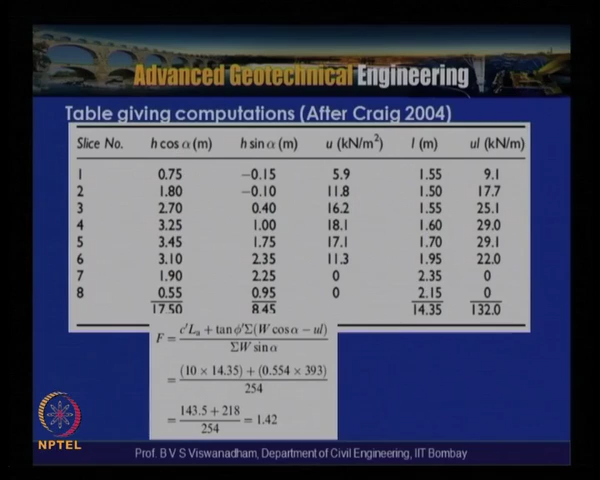 Advanced Geotechnical Engineering
Table giving computations (After Craig 2004)
Slice No. h cos α (m) h sin α (m) u (kN/m²) l (m) ul (kN/m)
1 0.75 −0.15 5.9 1.55 9.1
2 1.80 −0.10 11.8 1.50 17.7
3 2.70 0.40 16.2 1.55 25.1
4 3.25 1.00 18.1 1.60 29.0
5 3.45 1.75 17.1 1.70 29.1
6 3.10 2.35 11.3 1.95 22.0
7 1.90 2.25 0 2.35 0
8 0.55 0.95 0 2.15 0
17.50 8.45 14.35 132.0
F = c′Lₐ + tan φ′Σ(W cos α − ul) / ΣW sin α
= (10 × 14.35) + (0.554 × 393) / 254
= 143.5 + 218 / 254 = 1.42
NPTEL
Prof. B V S Viswanadham, Department of Civil Engineering, IIT Bombay